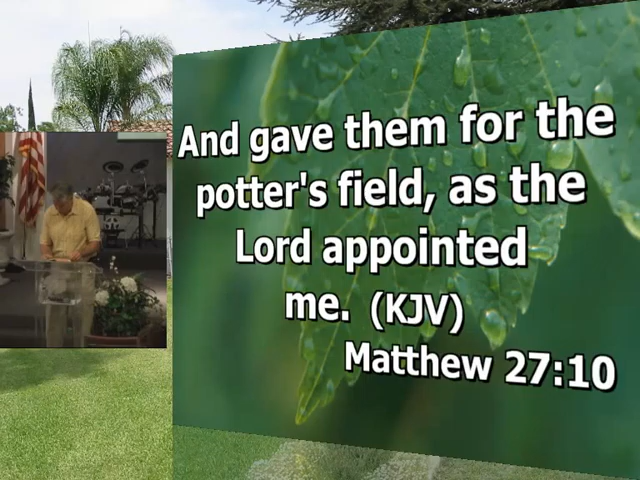 And gave them for the
potter's field, as the
Lord appointed
me. (KJV)
Matthew 27:10